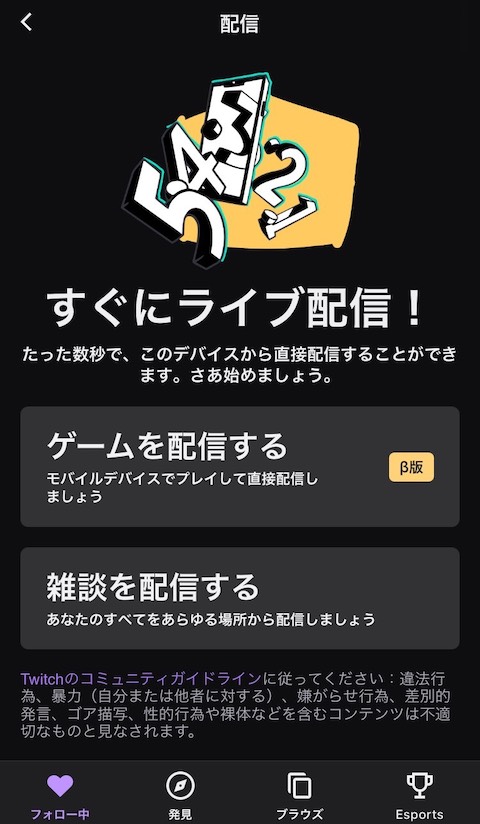 配信
5 4 3 2 1
すぐにライブ配信！
たった数秒で、このデバイスから直接配信することができ
ます。さあ始めましょう。
ゲームを配信する
モバイルデバイスでプレイして直接配信し
ましょう
β版
雑談を配信する
あなたのすべてをあらゆる場所から配信しましょう
Twitchのコミュニティガイドラインに従ってください：違法行
為、暴力（自分または他者に対する）、嫌がらせ行為、差別的
発言、ゴア描写、性的行為や裸体などを含むコンテンツは不適
切なものと見なされます。
フォロー中
発見
ブラウズ
Esports